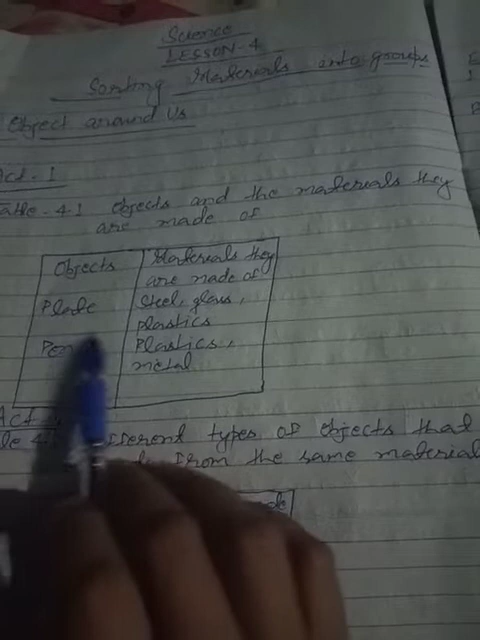 Science
LESSON-4
Sorting Materials into groups
Object around Us
Act-1
Table-4.1 Objects and the materials they
are made of
Objects
Materials they
are made of
Plate
Steel, glass,
plastics
Pen
Plastics,
metal
Act
Different types of objects that
from the same material